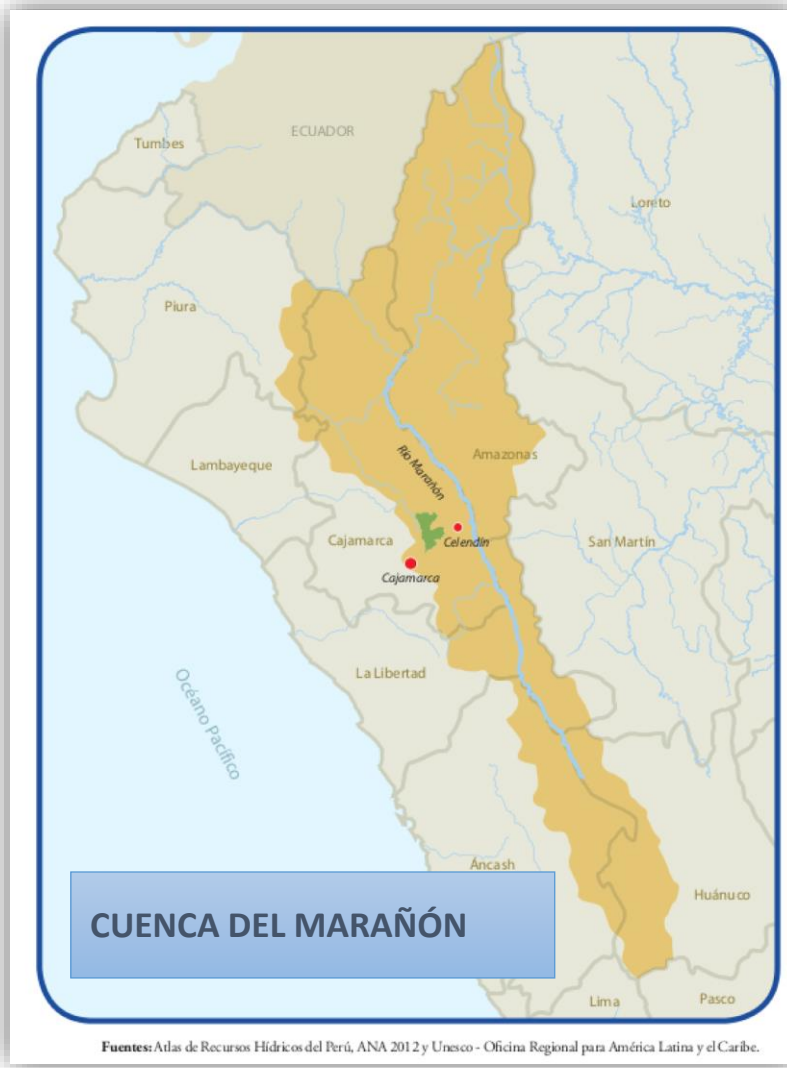 ECUADOR
Tumbes
Loreto
Piura
Río Marañón
Amazonas
Lambeyeque
Cajamarca
Celendín
San Martín
Cajamarca
La Libertad
Océano Pacífico
Áncash
Huánuco
CUENCA DEL MARAÑÓN
Lima
Pasco
Fuentes: Atlas de Recursos Hídricos del Perú, ANA 2012 y Unesco - Oficina Regional para América Latina y el Caribe.